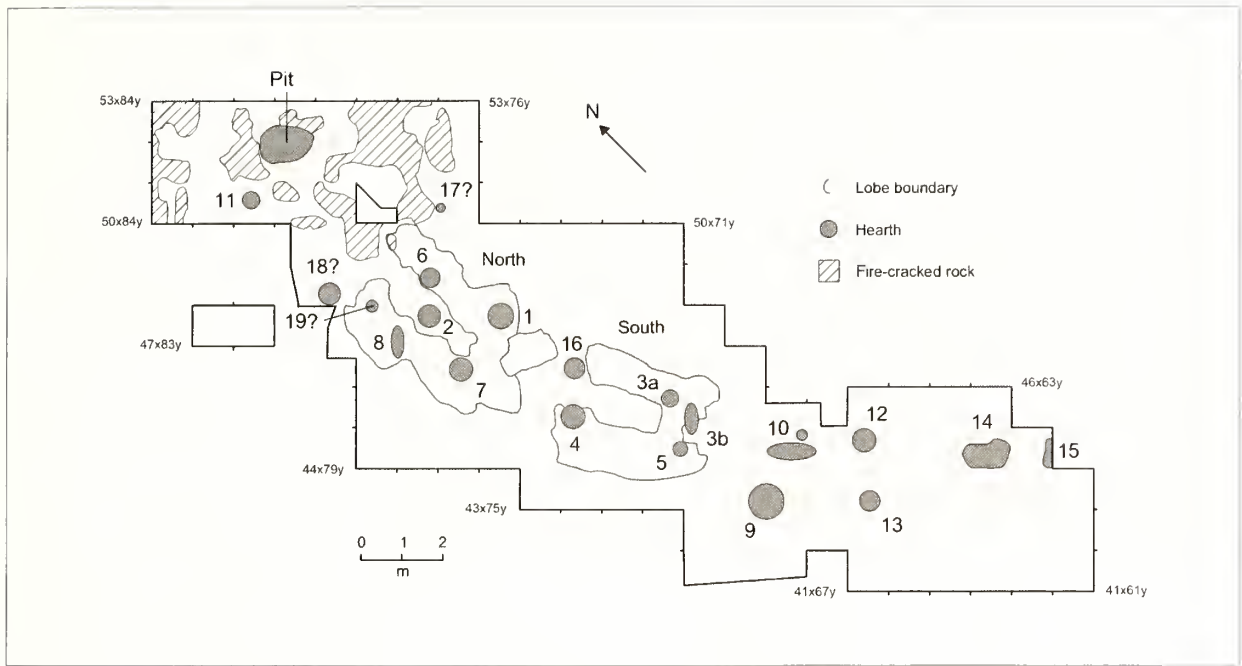 Pit
53x84y
53x76y
N
Lobe boundary
11
17?
50x84y
50x71y
Hearth
6
North
Fire-cracked rock
18?
19?
2
1
South
47x83y
8
16
7
3a
46x63y
10
12
14
4
3b
15
5
44x79y
43x75y
9
13
0 1 2
m
41x67y
41x61y